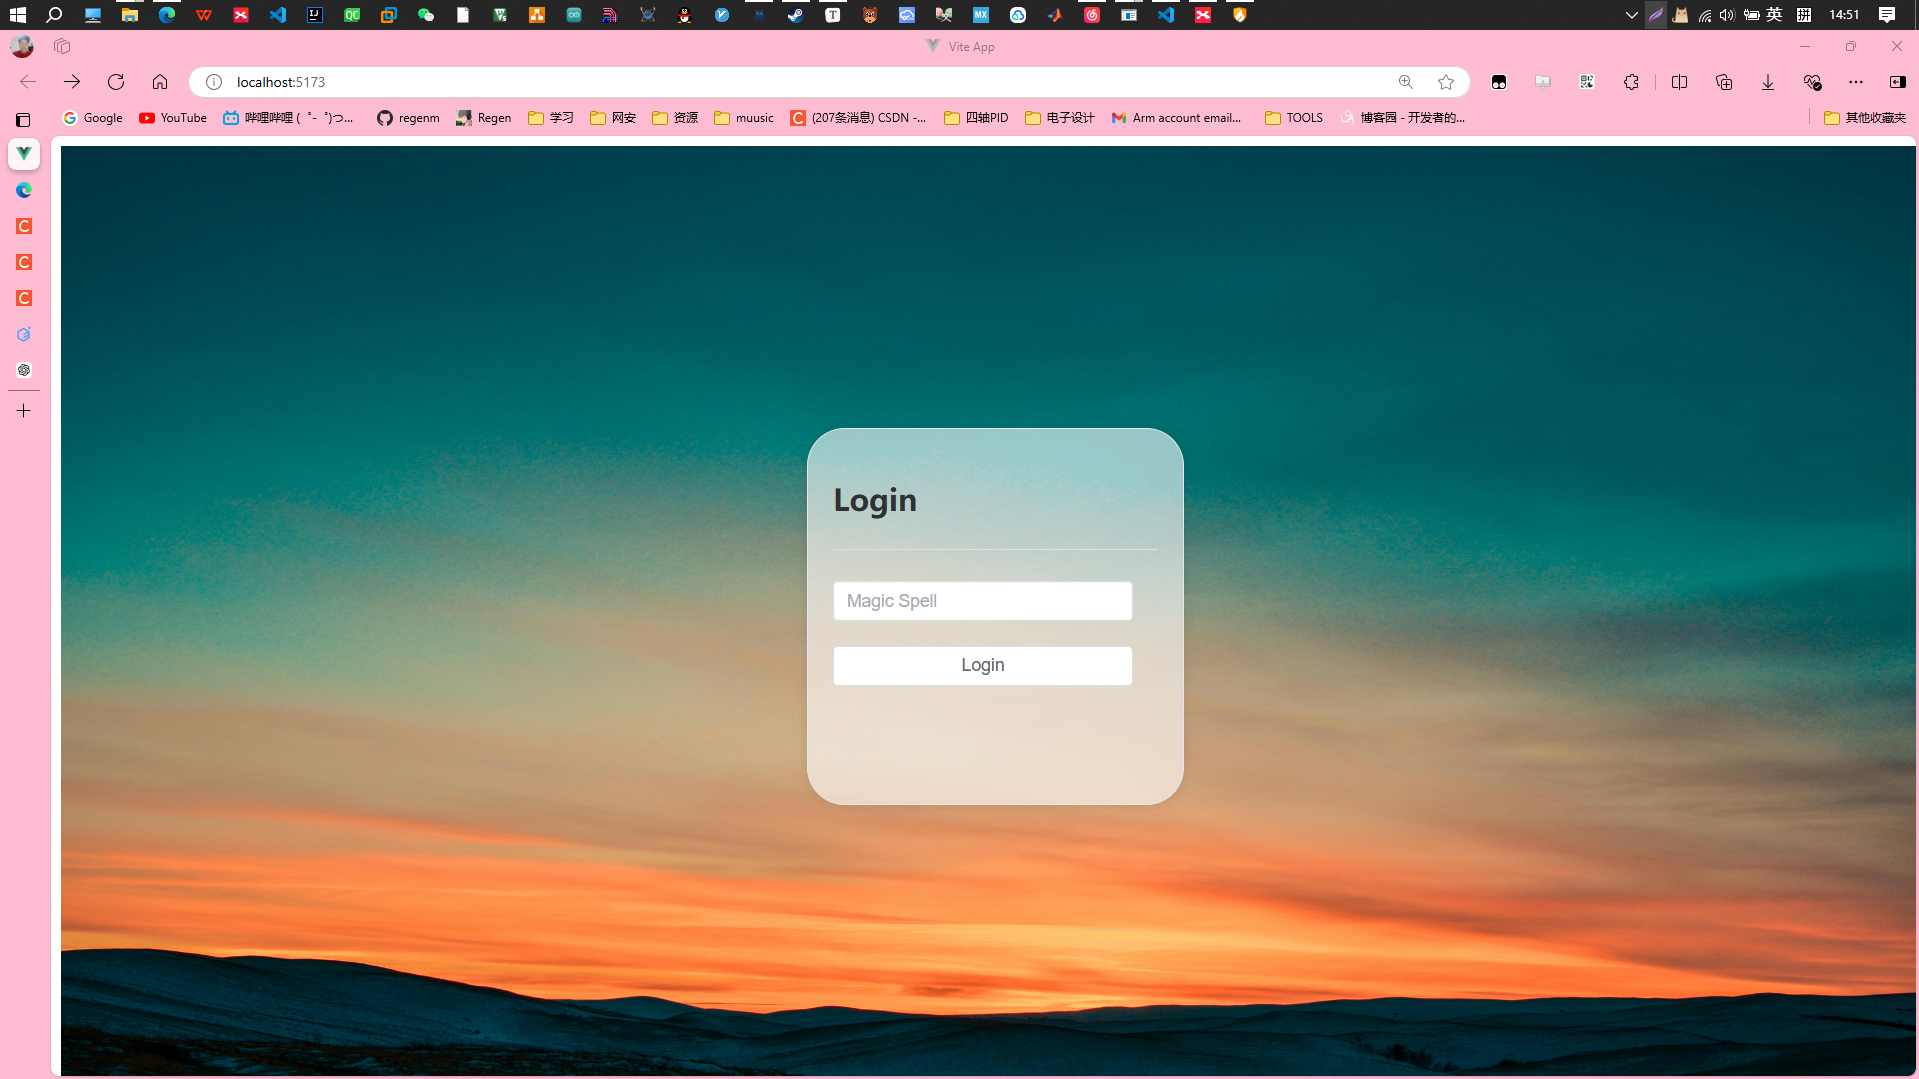 英
拼
14:51
Vite App
localhost:5173
Google
YouTube
哔哩哔哩 (゜-゜)つ...
regenm
Regen
学习
网安
资源
muusic
(207条消息) CSDN -...
四轴PID
电子设计
Arm account email...
TOOLS
博客园 - 开发者的...
其他收藏夹
Login
Magic Spell
Login